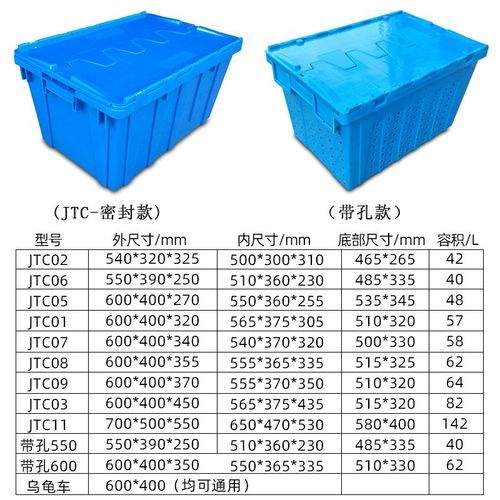 (JTC-密封款)
(带孔款)
型号 外尺寸/mm 内尺寸/mm 底部尺寸/mm 容积/L
JTC02 540*320*325 500*300*310 465*265 42
JTC06 550*390*250 510*360*230 485*335 40
JTC05 600*400*270 550*360*255 535*345 48
JTC01 600*400*320 565*375*305 510*320 57
JTC07 600*400*340 540*370*320 500*330 58
JTC08 600*400*355 555*365*335 515*325 62
JTC09 600*400*370 555*370*350 510*320 64
JTC03 600*400*450 565*375*435 515*320 82
JTC11 700*500*550 650*470*530 580*400 142
带孔550 550*390*250 510*360*230 485*335 40
带孔600 600*400*350 550*365*335 510*330 62
乌龟车 600*400（均可通用）